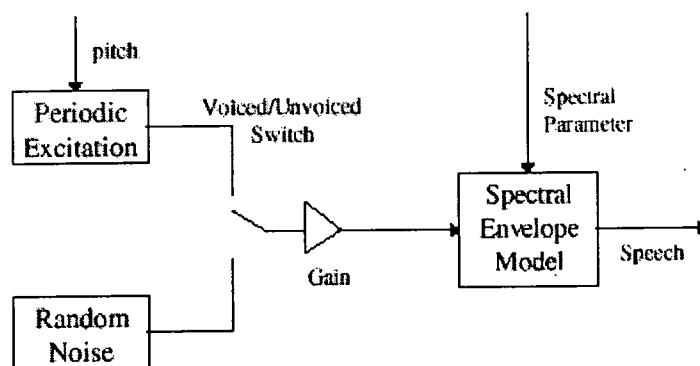 pitch
Periodic
Excitation
Voiced/Unvoiced
Switch
Spectral
Parameter
Gain
Spectral
Envelope
Model
Speech
Random
Noise